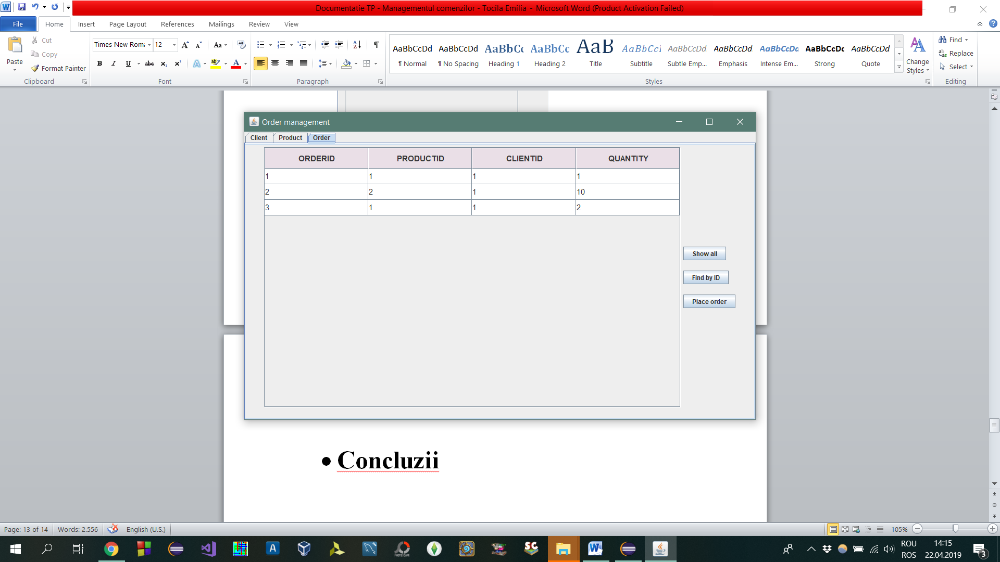 Documentatie TP - Managementul comenzilor - Tocila Emilia - Microsoft Word (Product Activation Failed)
File Home Insert Page Layout References Mailings Review View
Paste
Cut
Copy
Format Painter
Clipboard
Times New Roma 12
Font
Paragraph
AaBbCcDd AaBbCcDd AaBbCc AaBbCc AaB AaBbCcI AaBbCcDd AaBbCcDd AaBbCcDd AaBbCcDc AaBbCcDd
¶ Normal ¶ No Spacing Heading 1 Heading 2 Title Subtitle Subtle Emp... Emphasis Intense Em... Strong Quote
Styles
Change Styles
Find
Replace
Select
Editing
Order management
Client Product Order
ORDERID PRODUCTID CLIENTID QUANTITY
1 1 1 1
2 2 1 10
3 1 1 2
Show all
Find by ID
Place order
• Concluzii
Page: 13 of 14 Words: 2.556 English (U.S.) 105%
ROU 14:15
ROS 22.04.2019 3